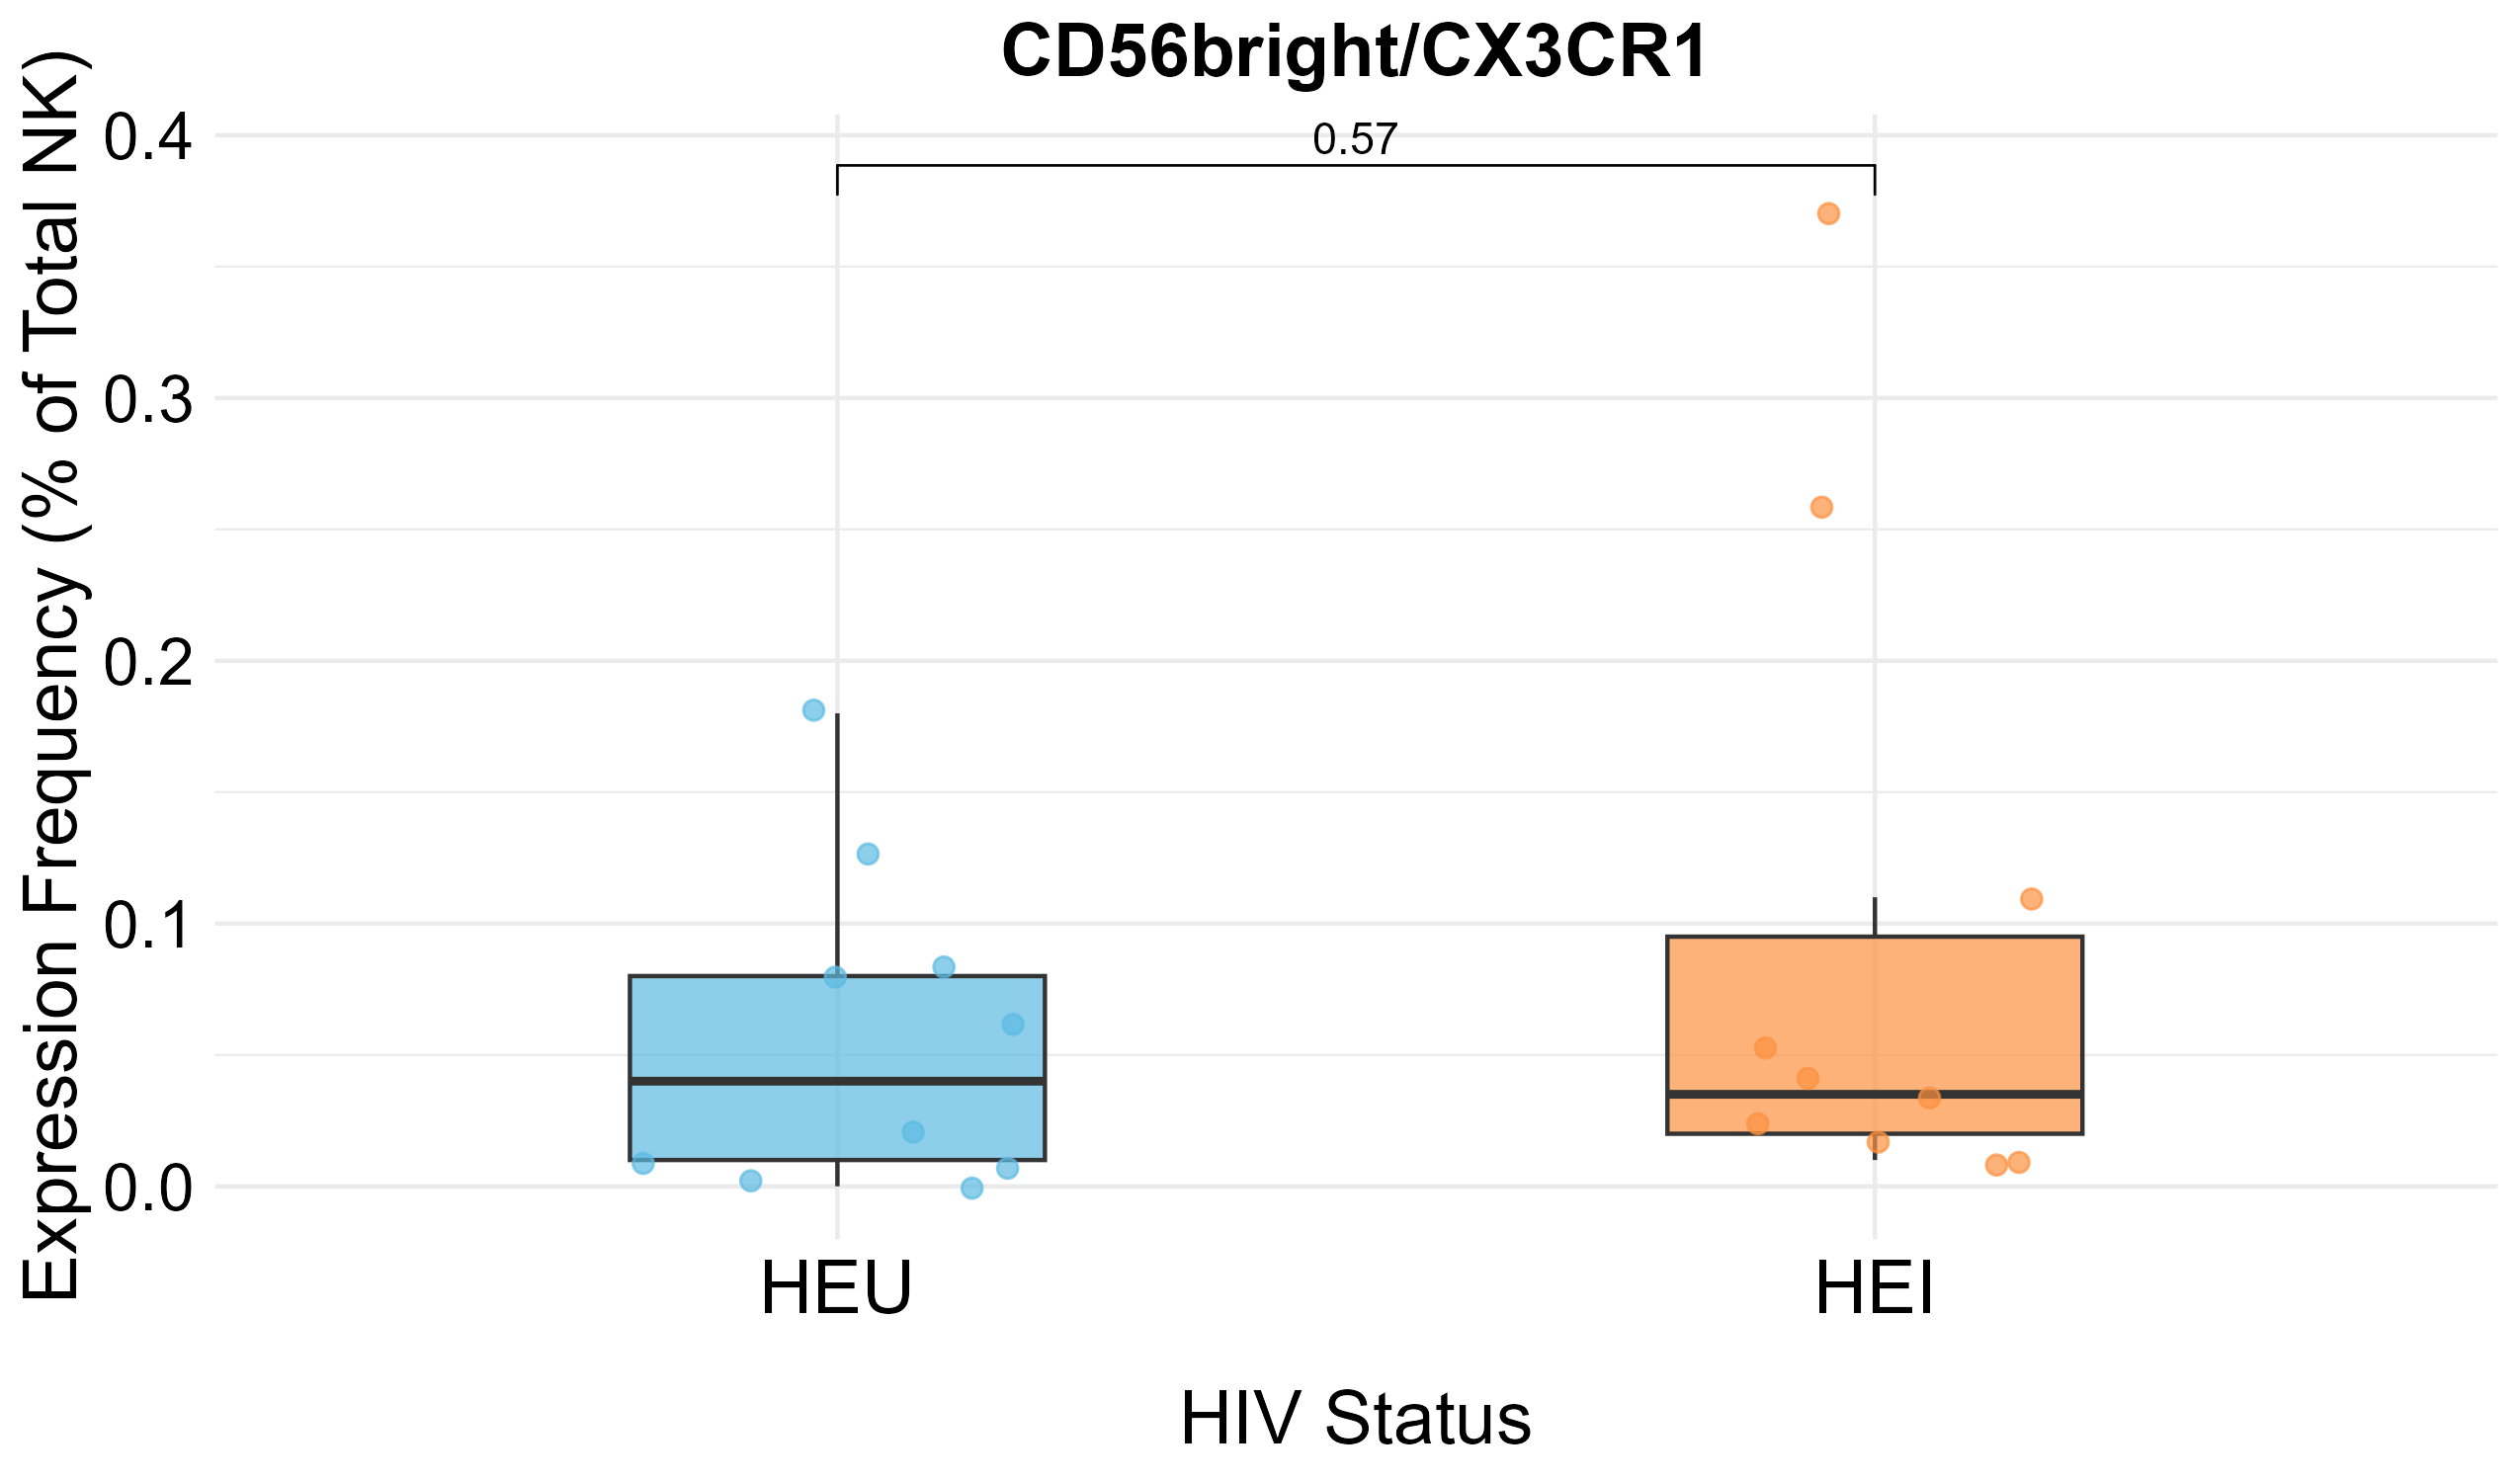 CD56bright/CX3CR1
0.57
Expression Frequency (% of Total NK)
0.4
0.3
0.2
0.1
0.0
HEU
HEI
HIV Status